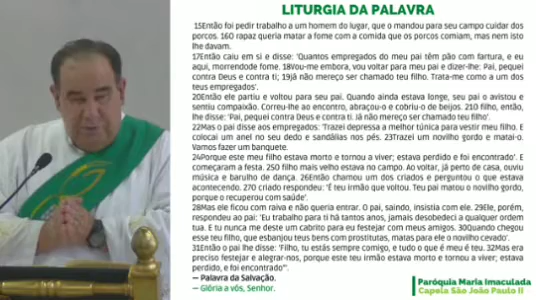 LITURGIA DA PALAVRA
15Então foi pedir trabalho a um homem do lugar, que o mandou para seu campo cuidar dos
porcos. 16O rapaz queria matar a fome com a comida que os porcos comiam, mas nem isto
lhe davam.
17Então caiu em si e disse: 'Quantos empregados do meu pai têm pão com fartura, e eu
aqui, morrendode fome. 18Vou-me embora, vou voltar para meu pai e dizer-lhe: Pai, pequei
contra Deus e contra ti; 19já não mereço ser chamado teu filho. Trata-me como a um dos
teus empregados'.
20Então ele partiu e voltou para seu pai. Quando ainda estava longe, seu pai o avistou e
sentiu compaixão. Correu-lhe ao encontro, abraçou-o e cobriu-o de beijos. 21O filho, então,
lhe disse: 'Pai, pequei contra Deus e contra ti. Já não mereço ser chamado teu filho'.
22Mas o pai disse aos empregados: 'Trazei depressa a melhor túnica para vestir meu filho. E
colocai um anel no seu dedo e sandálias nos pés. 23Trazei um novilho gordo e matai-o.
Vamos fazer um banquete.
24Porque este meu filho estava morto e tornou a viver; estava perdido e foi encontrado'. E
começaram a festa. 25O filho mais velho estava no campo. Ao voltar, já perto de casa, ouviu
música e barulho de dança. 26Então chamou um dos criados e perguntou o que estava
acontecendo. 27O criado respondeu: 'É teu irmão que voltou. Teu pai matou o novilho gordo,
porque o recuperou com saúde'.
28Mas ele ficou com raiva e não queria entrar. O pai, saindo, insistia com ele. 29Ele, porém,
respondeu ao pai: 'Eu trabalho para ti há tantos anos, jamais desobedeci a qualquer ordem
tua. E tu nunca me deste um cabrito para eu festejar com meus amigos. 30Quando chegou
esse teu filho, que esbanjou teus bens com prostitutas, matas para ele o novilho cevado'.
31Então o pai lhe disse: 'Filho, tu estás sempre comigo, e tudo o que é meu é teu. 32Mas era
preciso festejar e alegrar-nos, porque este teu irmão estava morto e tornou a viver; estava
perdido, e foi encontrado'".
— Palavra da Salvação.
— Glória a vós, Senhor.
Paróquia Maria Imaculada
Capela São João Paulo II